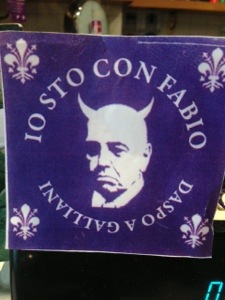 IO STO CON FABIO
DASPO A GALLIANI